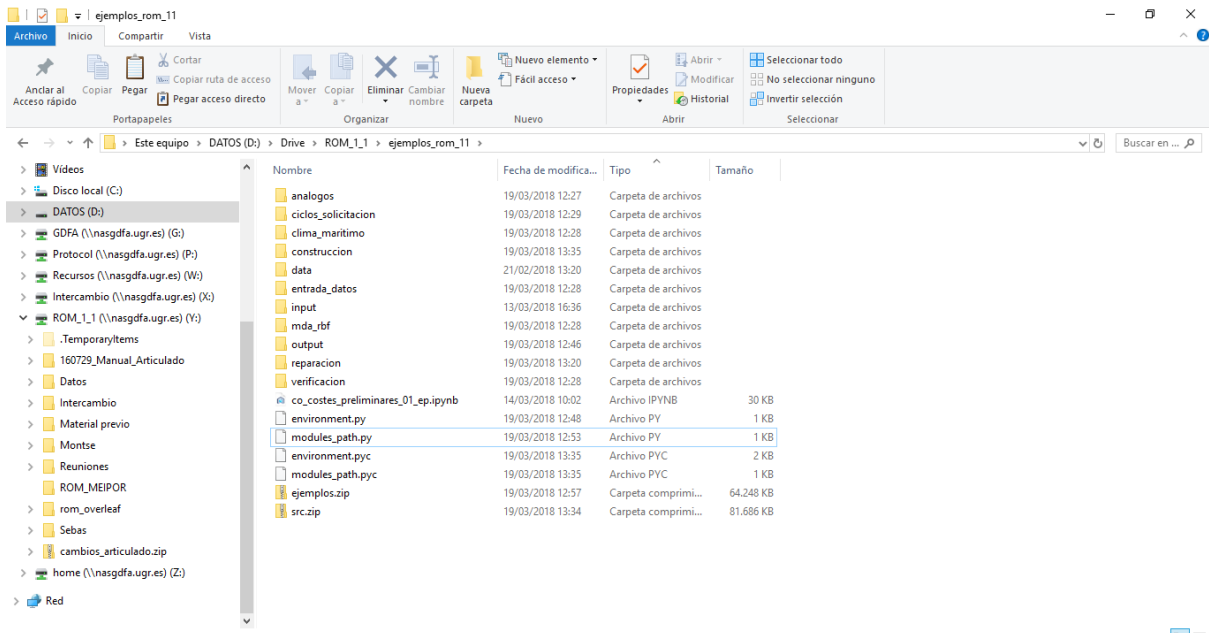 ejemplos_rom_11
Archivo Inicio Compartir Vista
Anclar al Acceso rápido
Copiar
Pegar
Cortar
Copiar ruta de acceso
Pegar acceso directo
Portapapeles
Mover a
Copiar a
Eliminar
Cambiar nombre
Organizar
Nueva carpeta
Nuevo elemento
Fácil acceso
Nuevo
Propiedades
Abrir
Modificar
Historial
Abrir
Seleccionar todo
No seleccionar ninguno
Invertir selección
Seleccionar
Este equipo > DATOS (D:) > Drive > ROM_1_1 > ejemplos_rom_11 >
Buscar en ...
Vídeos
Disco local (C:)
DATOS (D:)
GDFA (\\nasgdfa.ugr.es) (G:)
Protocol (\\nasgdfa.ugr.es) (P:)
Recursos (\\nasgdfa.ugr.es) (W:)
Intercambio (\\nasgdfa.ugr.es) (X:)
ROM_1_1 (\\nasgdfa.ugr.es) (Y:)
.TemporaryItems
160729_Manual_Articulado
Datos
Intercambio
Material previo
Montse
Reuniones
ROM_MEIPOR
rom_overleaf
Sebas
cambios_articulado.zip
home (\\nasgdfa.ugr.es) (Z:)
Red
Nombre Fecha de modifica... Tipo Tamaño
analogos 19/03/2018 12:27 Carpeta de archivos
ciclos_solicitacion 19/03/2018 12:29 Carpeta de archivos
clima_maritimo 19/03/2018 12:28 Carpeta de archivos
construccion 19/03/2018 13:35 Carpeta de archivos
data 21/02/2018 13:20 Carpeta de archivos
entrada_datos 19/03/2018 12:28 Carpeta de archivos
input 13/03/2018 16:36 Carpeta de archivos
mda_rbf 19/03/2018 12:28 Carpeta de archivos
output 19/03/2018 12:46 Carpeta de archivos
reparacion 19/03/2018 13:20 Carpeta de archivos
verificacion 19/03/2018 12:28 Carpeta de archivos
co_costes_preliminares_01_ep.ipynb 14/03/2018 10:02 Archivo IPYNB 30 KB
environment.py 19/03/2018 12:48 Archivo PY 1 KB
modules_path.py 19/03/2018 12:53 Archivo PY 1 KB
environment.pyc 19/03/2018 13:35 Archivo PYC 2 KB
modules_path.pyc 19/03/2018 13:35 Archivo PYC 1 KB
ejemplos.zip 19/03/2018 12:57 Carpeta comprimi... 64.248 KB
src.zip 19/03/2018 13:34 Carpeta comprimi... 81.686 KB